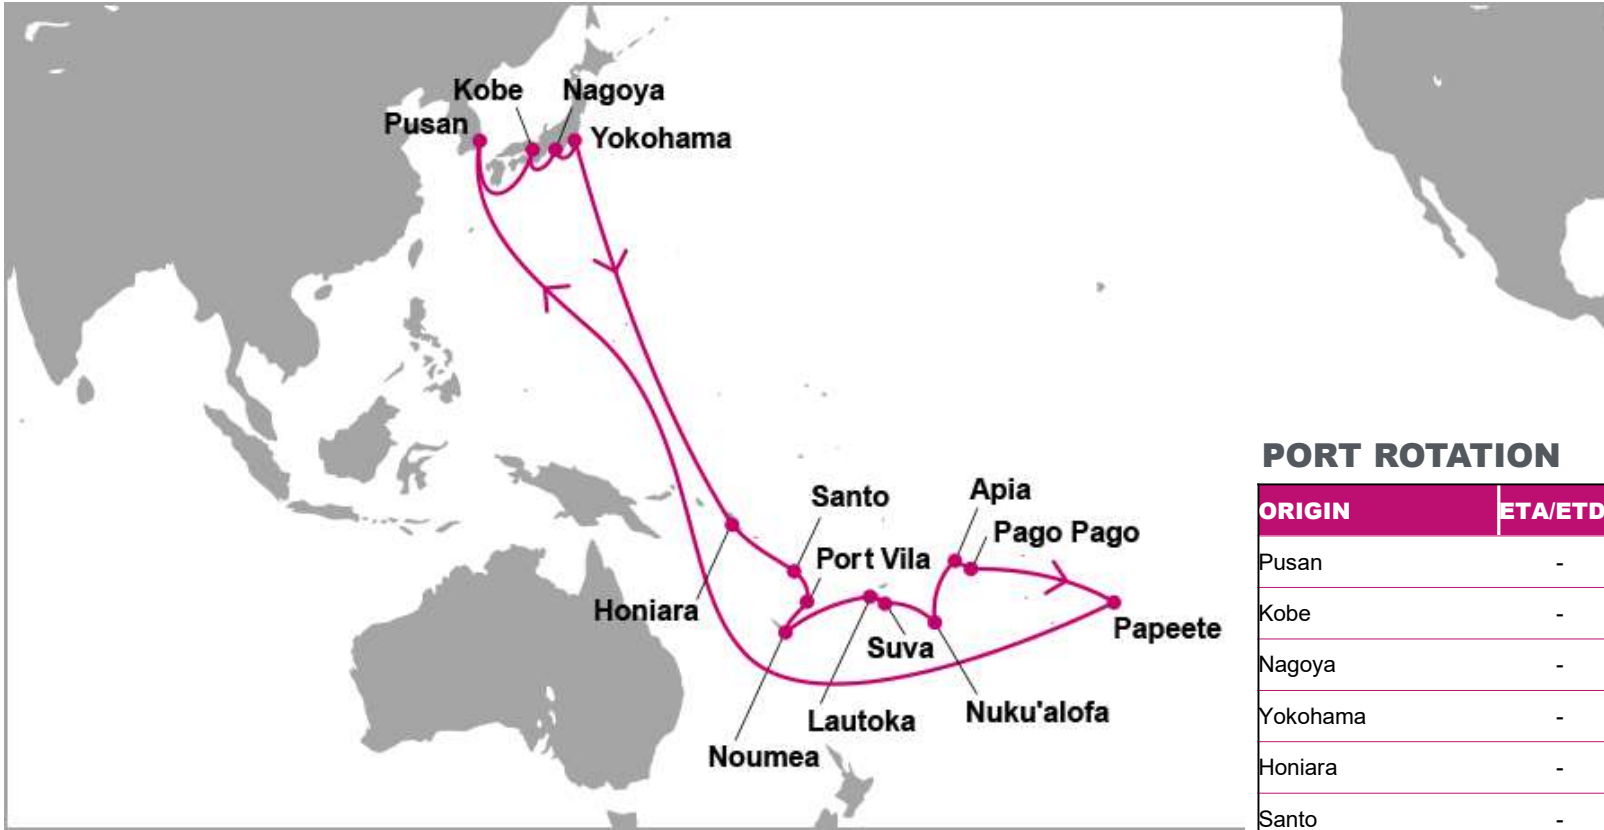 Kobe
Nagoya
Pusan
Yokohama
Santo
Apia
Pago Pago
Port Vila
Honiara
Suva
Papeete
Lautoka
Nuku'alofa
Noumea
PORT ROTATION
ORIGIN ETA/ETD
Pusan -
Kobe -
Nagoya -
Yokohama -
Honiara -
Santo -